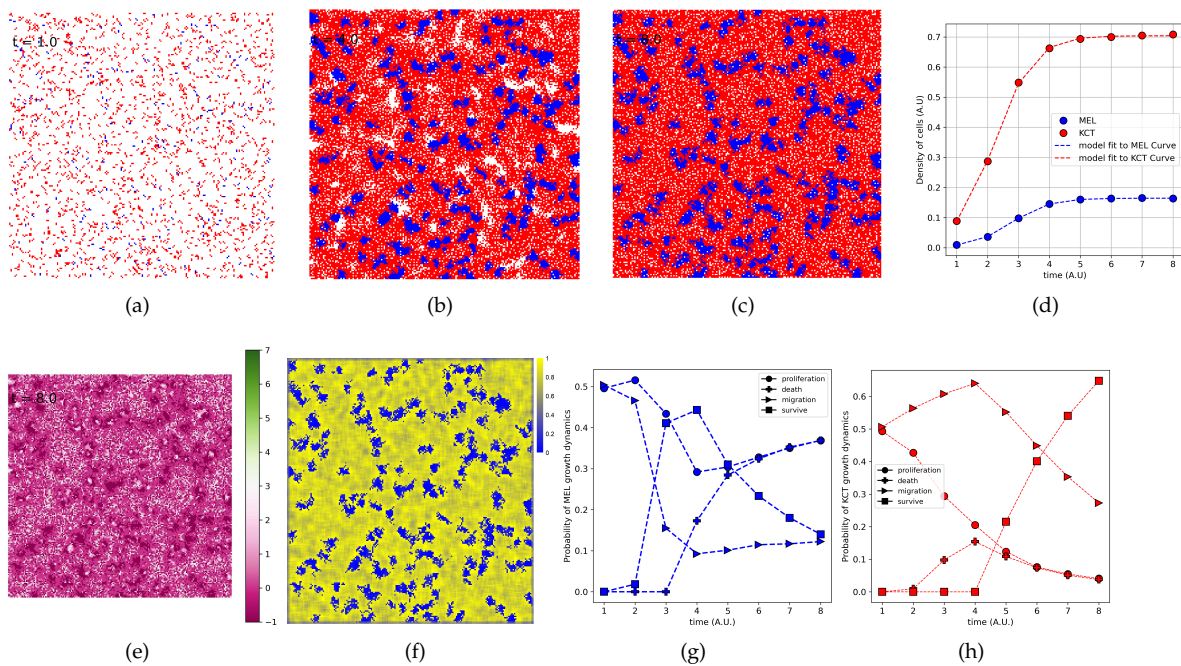 t = 1.0
(a)
t = 4.0
(b)
(c)
0.7
0.6
0.5
0.4
0.3
0.2
0.1
0.0
Density of cells (A.U)
MEL
KCT
model fit to MEL Curve
model fit to KCT Curve
1 2 3 4 5 6 7 8
time (A.U)
(d)
t = 8.0
7
6
5
4
3
2
1
0
−1
(e)
1
0.8
0.6
0.4
0.2
0
(f)
0.5
0.4
0.3
0.2
0.1
0.0
Probability of MEL growth dynamics
proliferation
death
migration
survive
1 2 3 4 5 6 7 8
time (A.U.)
(g)
0.6
0.5
0.4
0.3
0.2
0.1
0.0
Probability of KCT growth dynamics
proliferation
death
migration
survive
1 2 3 4 5 6 7 8
time (A.U.)
(h)